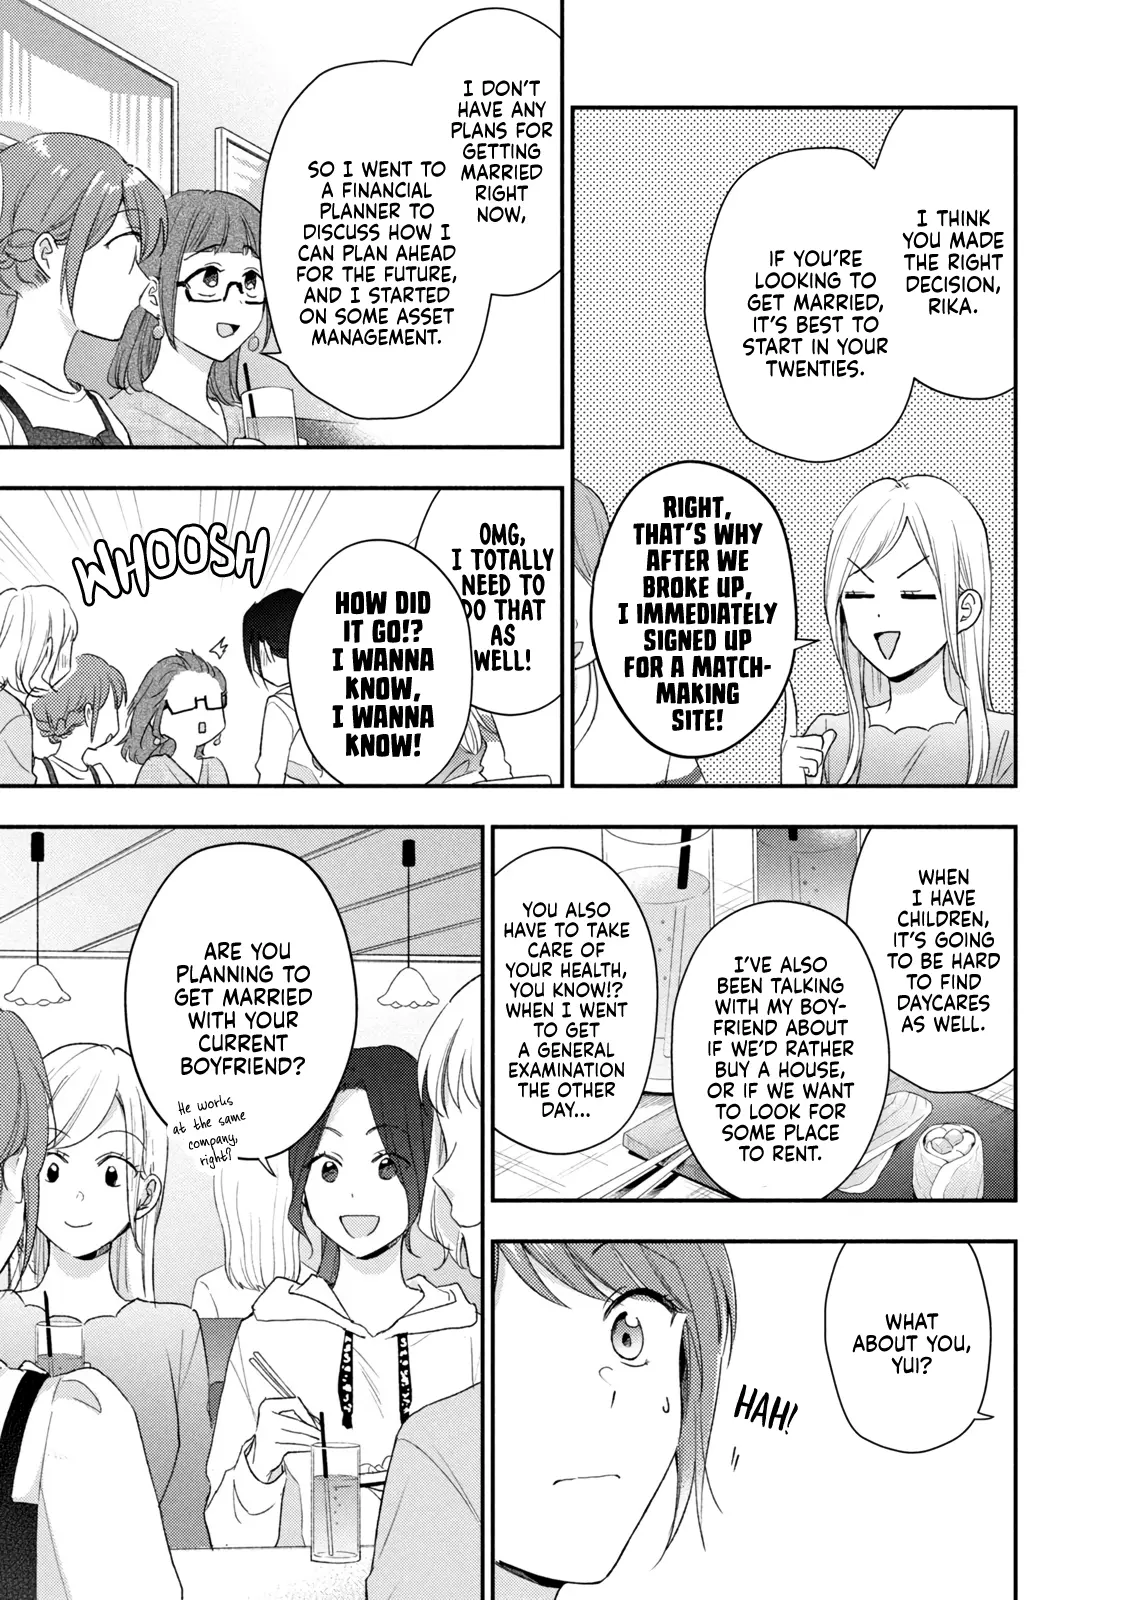 I THINK
YOU MADE
THE RIGHT
DECISION,
RIKA.
IF YOU'RE
LOOKING TO
GET MARRIED,
IT'S BEST TO
START IN YOUR
TWENTIES.
RIGHT,
THAT'S WHY
AFTER WE
BROKE UP,
I IMMEDIATELY
SIGNED UP
FOR A MATCH-
MAKING
SITE!
I DON'T
HAVE ANY
PLANS FOR
GETTING
MARRIED
RIGHT
NOW,
SO I WENT TO
A FINANCIAL
PLANNER TO
DISCUSS HOW I
CAN PLAN AHEAD
FOR THE FUTURE,
AND I STARTED
ON SOME ASSET
MANAGEMENT.
OMG,
I TOTALLY
NEED TO
DO THAT
AS
WELL!
HOW DID
IT GO!?
I WANNA
KNOW,
I WANNA
KNOW!
WHOOSH
WHEN
I HAVE
CHILDREN,
IT'S GOING
TO BE HARD
TO FIND
DAYCARES
AS WELL.
I'VE ALSO
BEEN TALKING
WITH MY BOY-
FRIEND ABOUT
IF WE'D RATHER
BUY A HOUSE,
OR IF WE WANT
TO LOOK FOR
SOME PLACE
TO RENT.
YOU ALSO
HAVE TO TAKE
CARE OF
YOUR HEALTH,
YOU KNOW!?
WHEN I WENT
TO GET
A GENERAL
EXAMINATION
THE OTHER
DAY...
WHAT
ABOUT YOU,
YUI?
HAH!
ARE YOU
PLANNING TO
GET MARRIED
WITH YOUR
CURRENT
BOYFRIEND?
He works
at the same
company,
right?